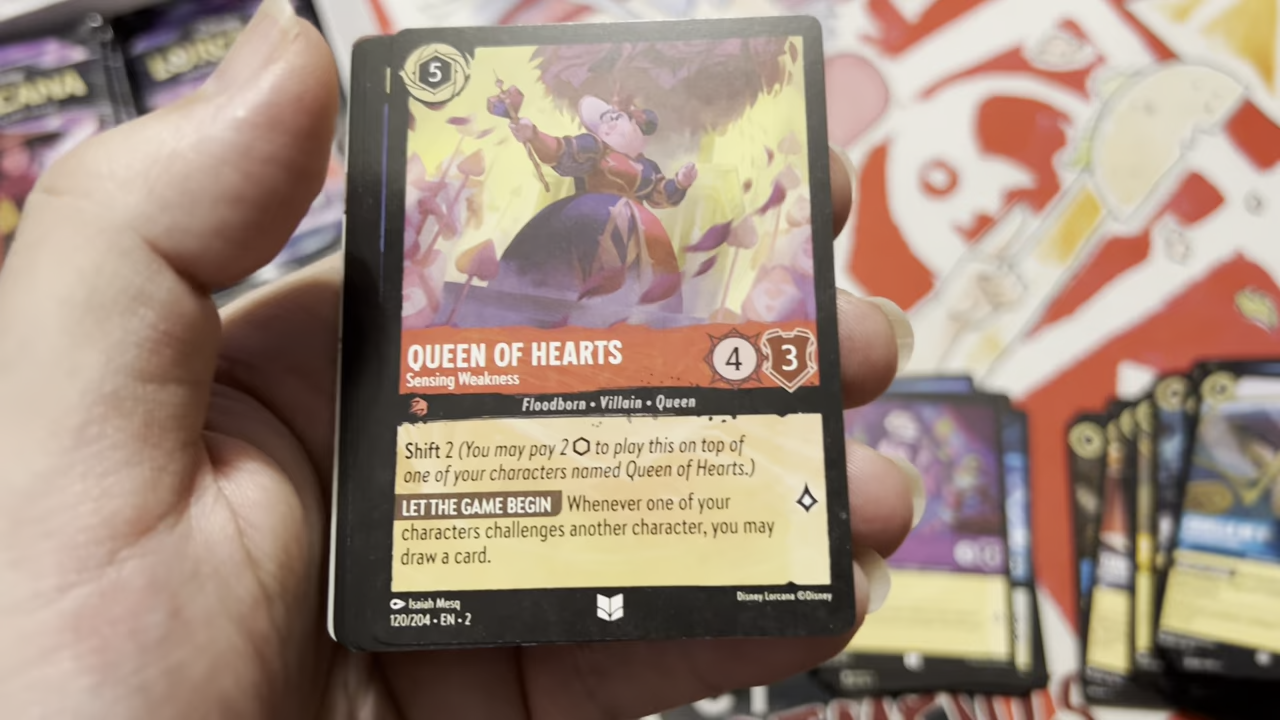 CANA
LORCANA
5
QUEEN OF HEARTS
Sensing Weakness
4
3
Floodborn • Villain • Queen
Shift 2 (You may pay 2 ⬡ to play this on top of
one of your characters named Queen of Hearts.)
LET THE GAME BEGIN Whenever one of your
characters challenges another character, you may
draw a card.
Isaiah Mesq
120/204 • EN • 2
Disney Lorcana ©Disney